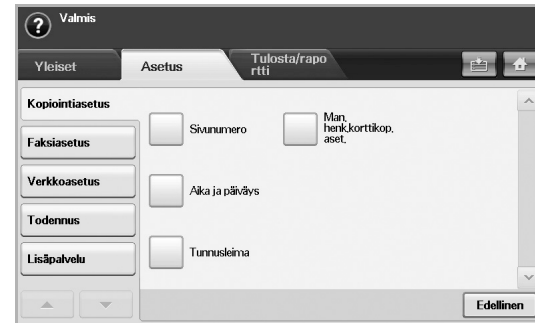 Valmis
Yleiset
Asetus
Tulosta/rapo
rtti
Kopiointiasetus
Faksiasetus
Verkkoasetus
Todennus
Lisäpalvelu
Sivunumero
Man.
henk.korttikop.
aset.
Aika ja päiväys
Tunnusleima
Edellinen